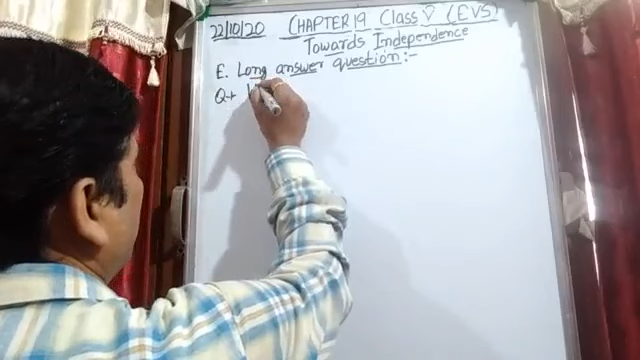 22/10/20 CHAPTER 19 Class V (EVS)
Towards Independence
E. Long answer question:-
Q→